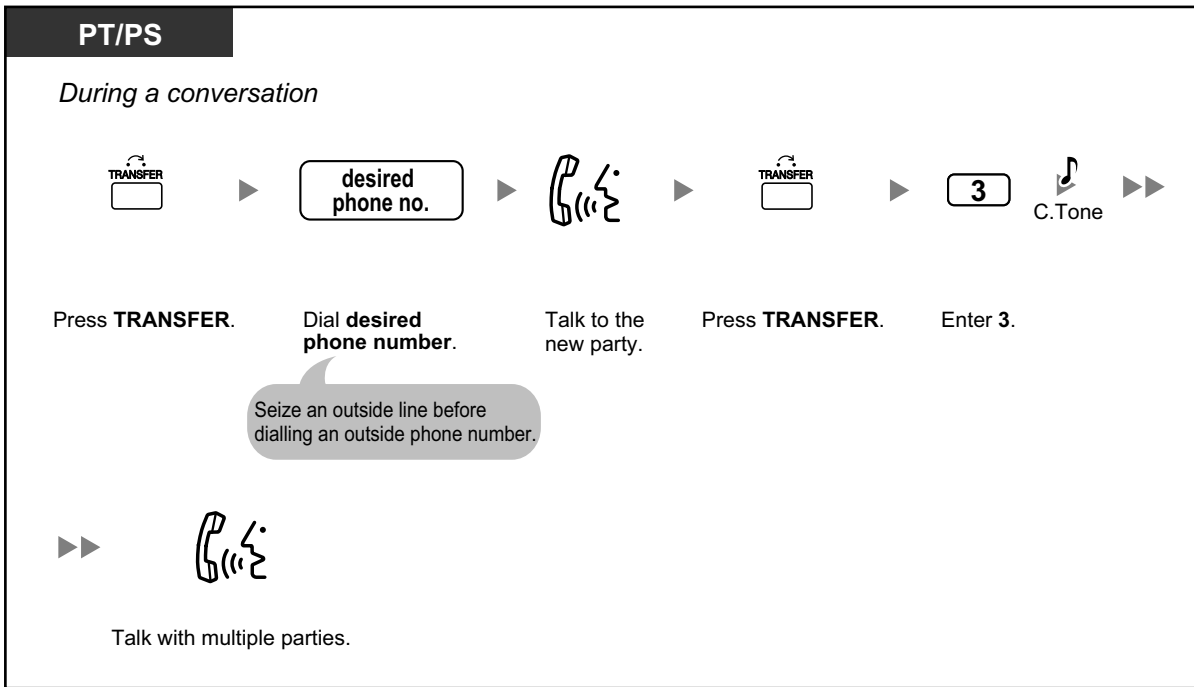 PT/PS
During a conversation
TRANSFER
desired
phone no.
TRANSFER
3
C.Tone
Press TRANSFER.
Dial desired
phone number.
Talk to the
new party.
Press TRANSFER.
Enter 3.
Seize an outside line before
dialling an outside phone number.
Talk with multiple parties.